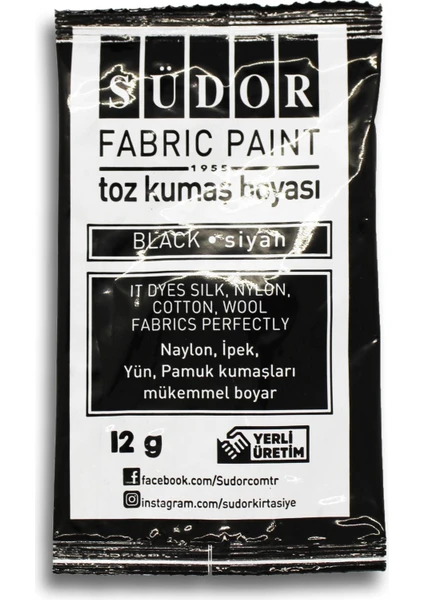 SÜDOR
FABRIC PAINT
1955
toz kumaş boyası
BLACK • siyah
IT DYES SILK, NYLON,
COTTON, WOOL
FABRICS PERFECTLY
Naylon, İpek,
Yün, Pamuk kumaşları
mükemmel boyar
12 g
YERLİ
ÜRETİM
facebook.com/Sudorcomtr
instagram.com/sudorkirtasiye